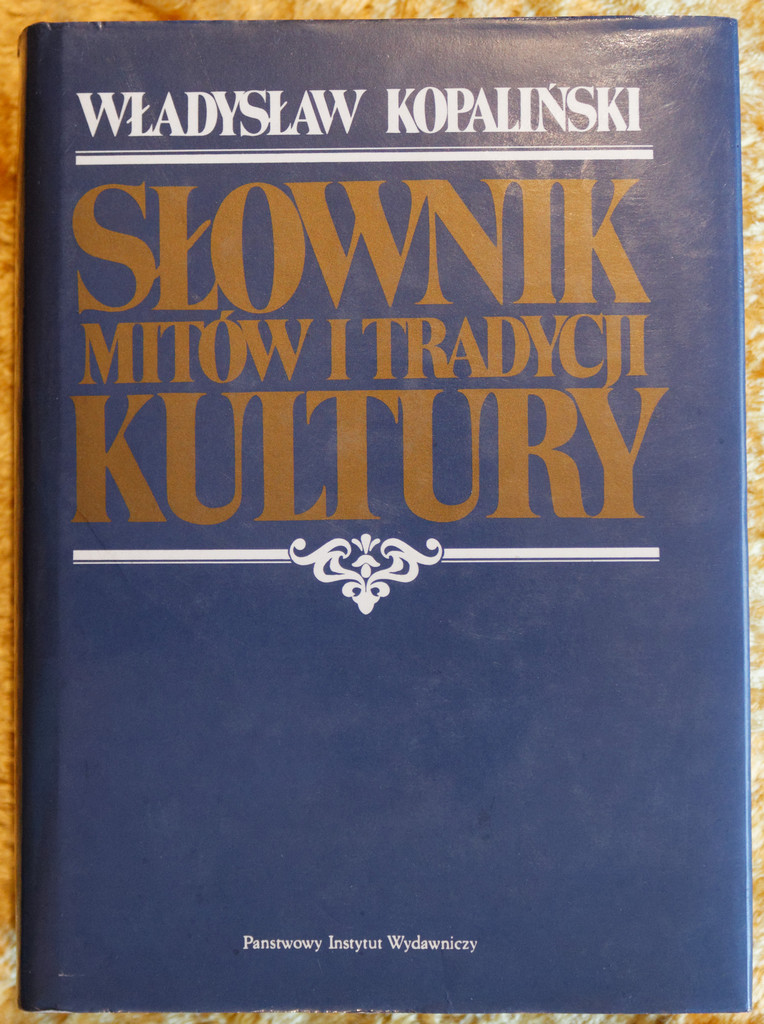 WŁADYSŁAW KOPALIŃSKI
SŁOWNIK
MITÓW I TRADYCJI
KULTURY
Panstwowy Instytut Wydawniczy